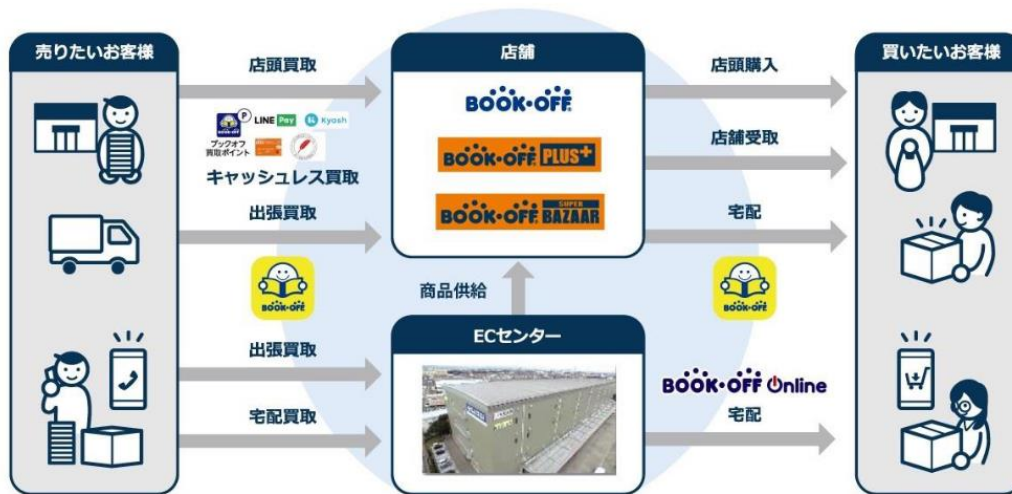 売りたいお客様
店頭買取
P
BOOK-OFF
ブックオフ
買取ポイント
LINE Pay
Kyash
キャッシュレス買取
出張買取
BOOK-OFF
出張買取
宅配買取
店舗
BOOK-OFF
BOOK-OFF PLUS+
BOOK-OFF SUPER BAZAAR
商品供給
ECセンター
店頭購入
店舗受取
宅配
BOOK-OFF
BOOK-OFF Online
宅配
買いたいお客様